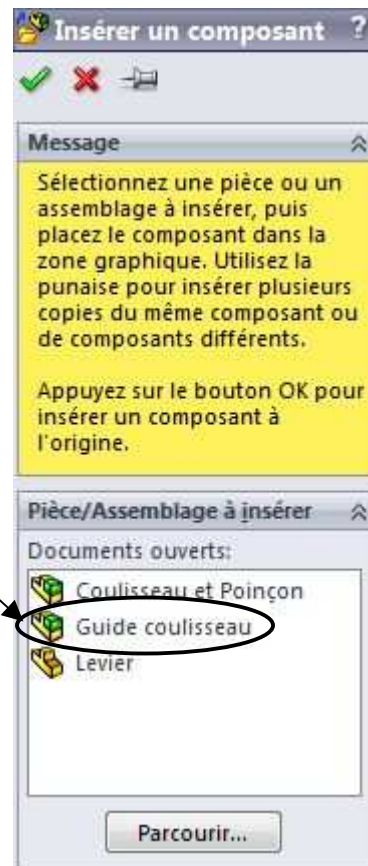 Insérer un composant ?
Message
Sélectionnez une pièce ou un
assemblage à insérer, puis
placez le composant dans la
zone graphique. Utilisez la
punaise pour insérer plusieurs
copies du même composant ou
de composants différents.
Appuyez sur le bouton OK pour
insérer un composant à
l'origine.
Pièce/Assemblage à insérer
Documents ouverts:
Coulisseau et Poinçon
Guide coulisseau
Levier
Parcourir...